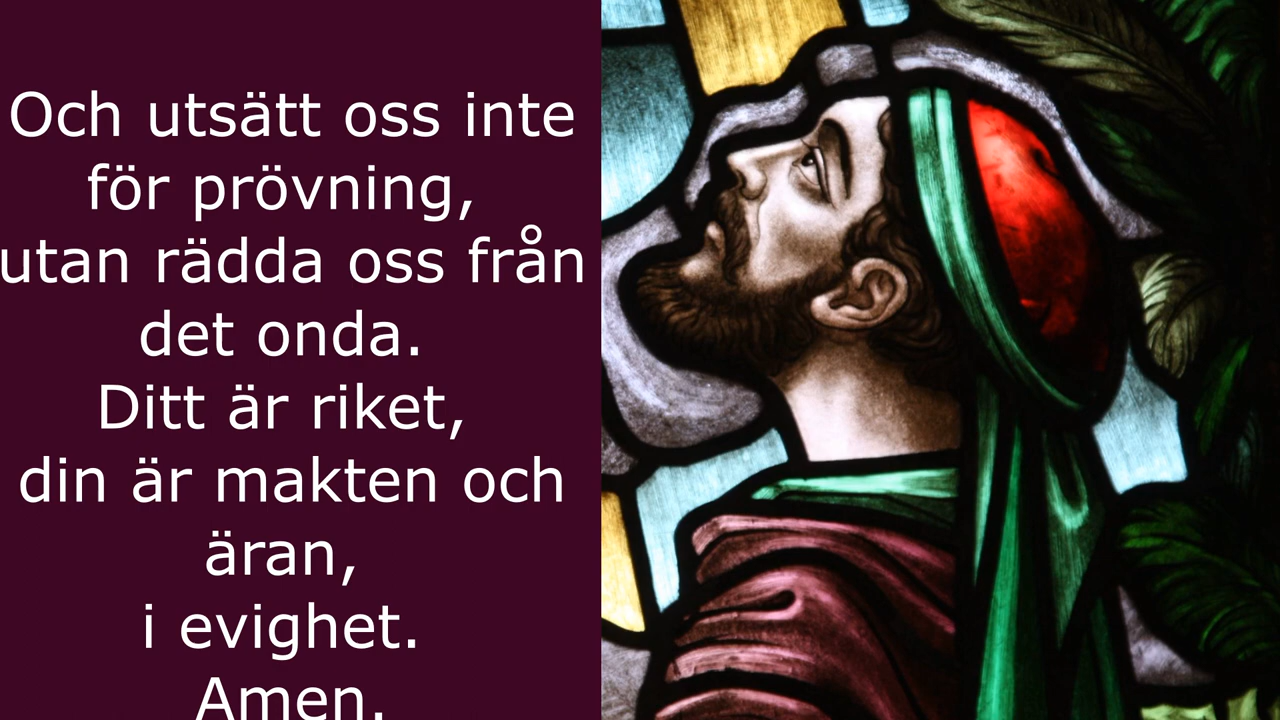 Och utsätt oss inte
för prövning,
utan rädda oss från
det onda.
Ditt är riket,
din är makten och
äran,
i evighet.
Amen.